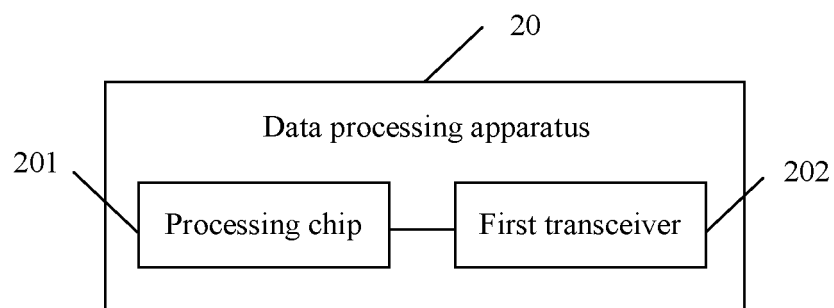 20
Data processing apparatus
201
202
Processing chip
First transceiver